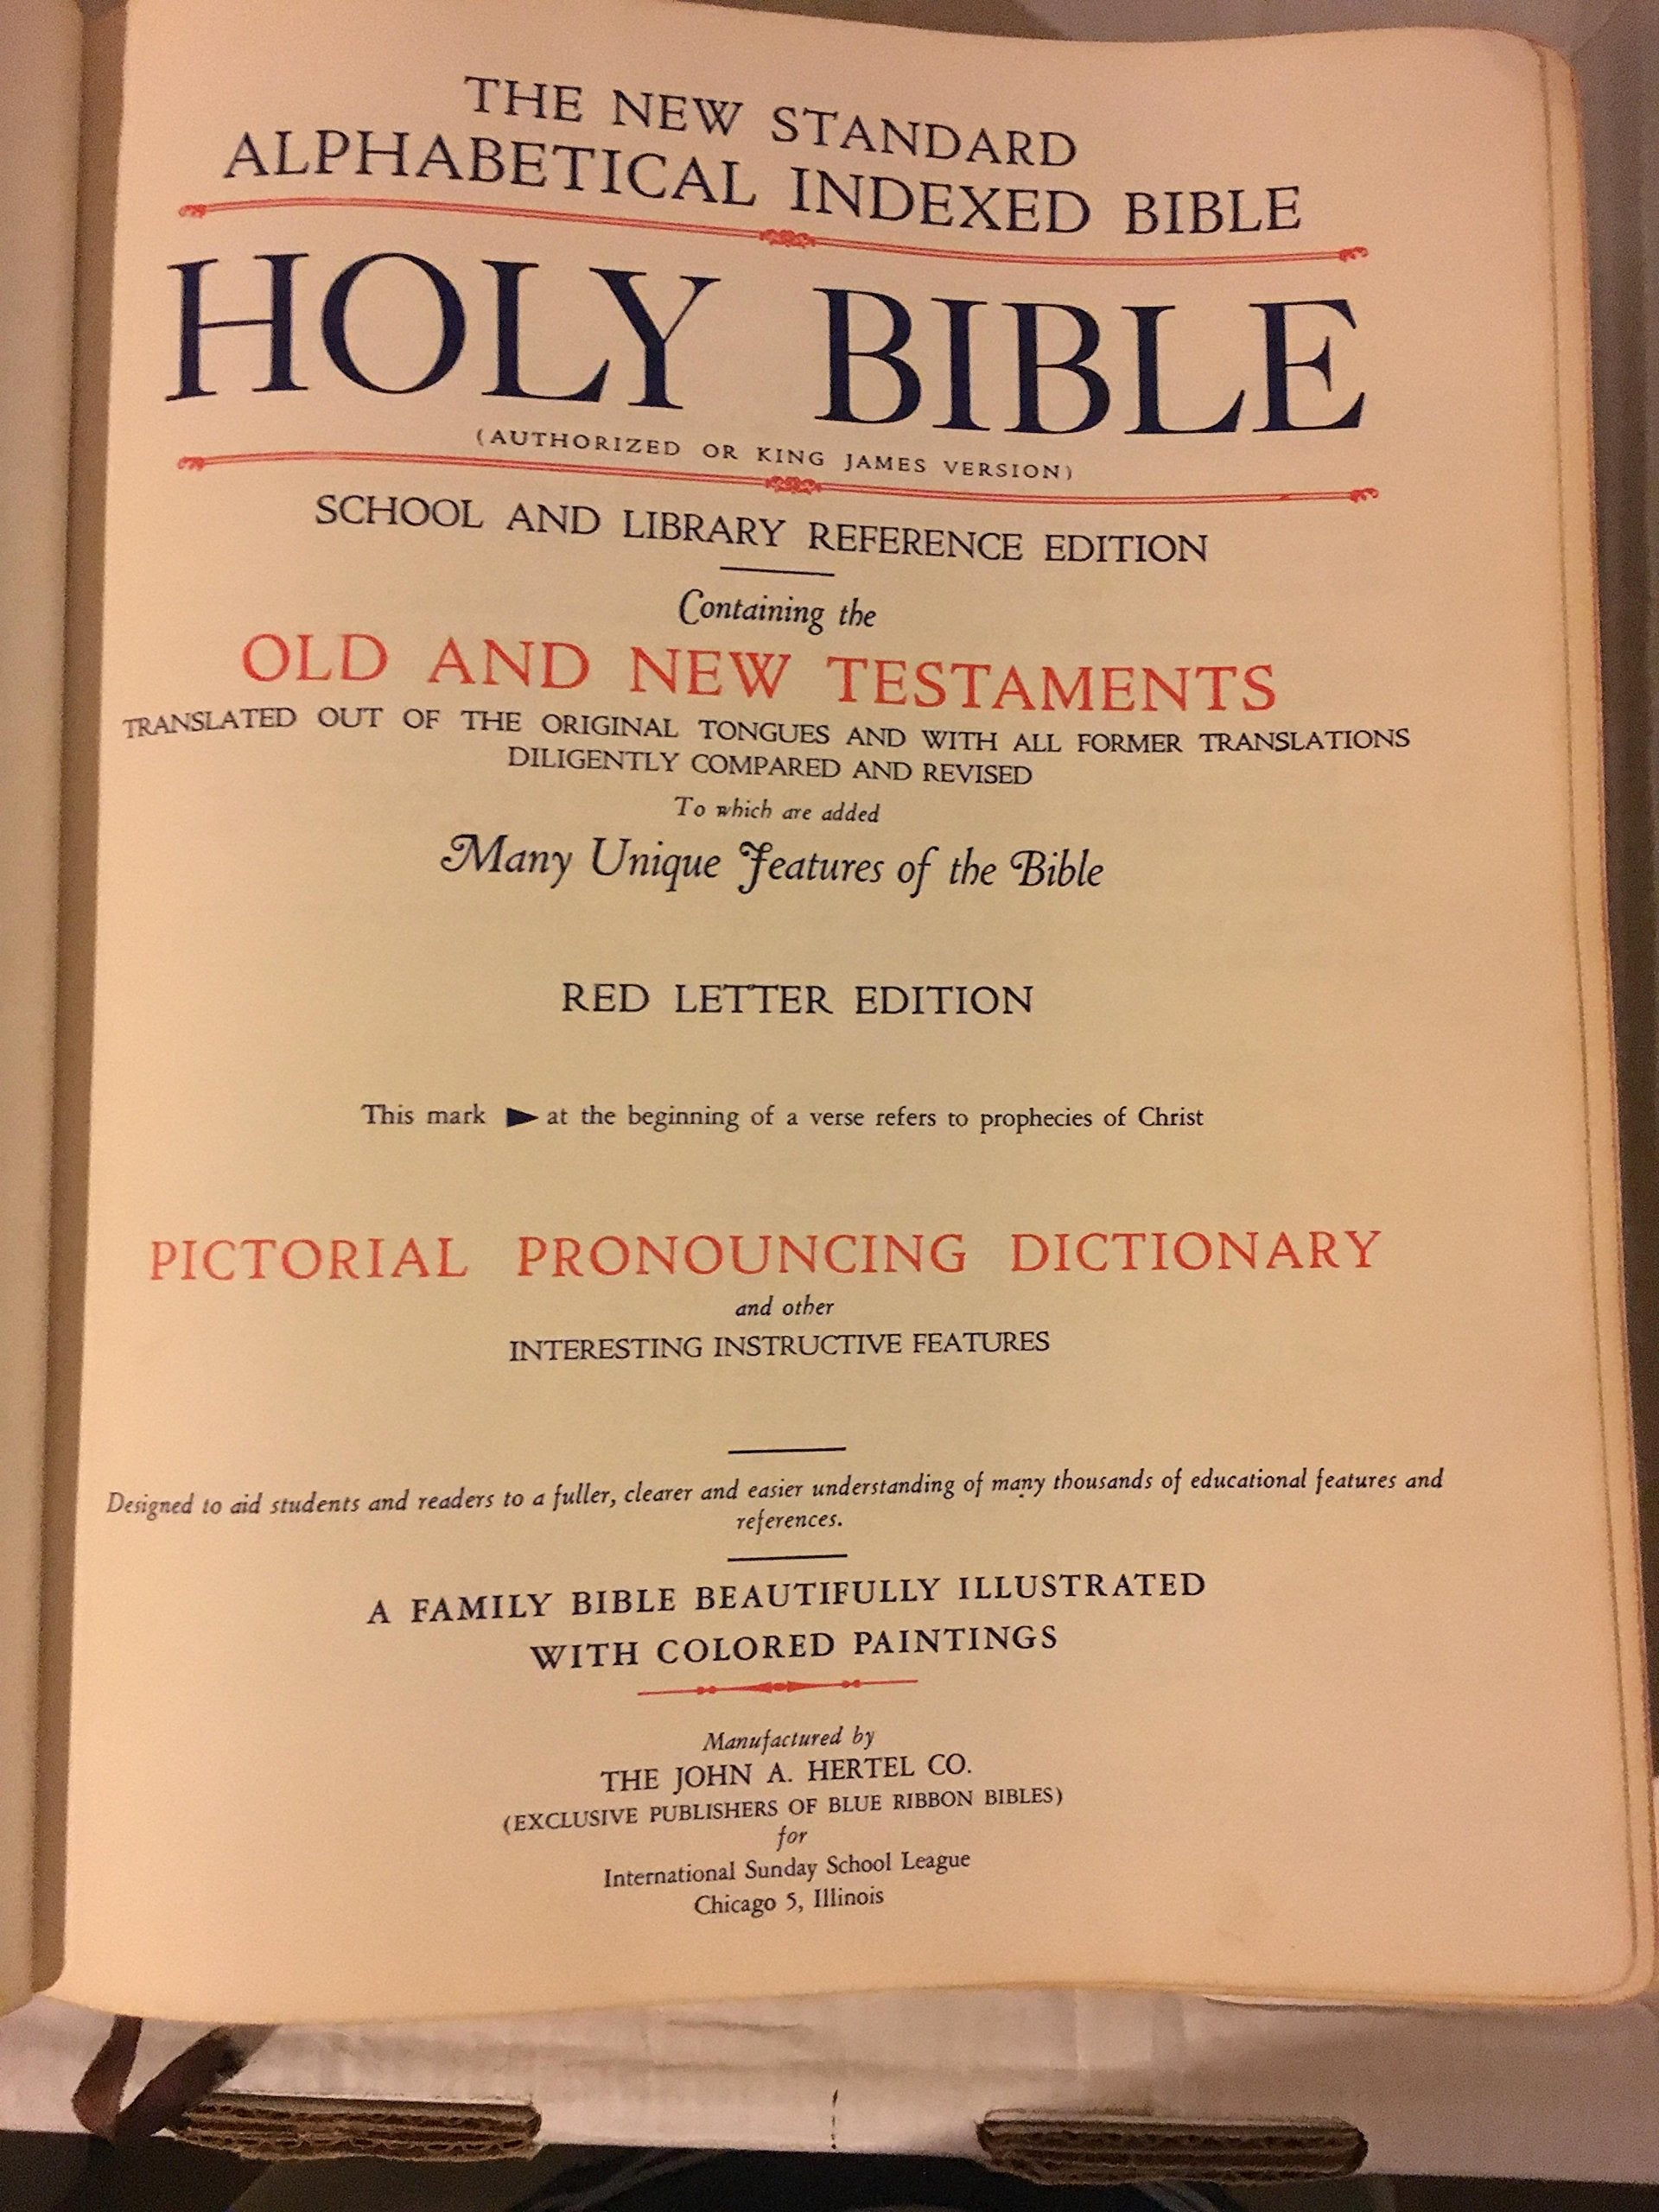 THE NEW STANDARD
ALPHABETICAL INDEXED BIBLE
HOLY BIBLE
(AUTHORIZED OR KING JAMES VERSION)
SCHOOL AND LIBRARY REFERENCE EDITION
Containing the
OLD AND NEW TESTAMENTS
TRANSLATED OUT OF THE ORIGINAL TONGUES AND WITH ALL FORMER TRANSLATIONS
DILIGENTLY COMPARED AND REVISED
To which are added
Many Unique Features of the Bible
RED LETTER EDITION
This mark ► at the beginning of a verse refers to prophecies of Christ
PICTORIAL PRONOUNCING DICTIONARY
and other
INTERESTING INSTRUCTIVE FEATURES
Designed to aid students and readers to a fuller, clearer and easier understanding of many thousands of educational features and
references.
A FAMILY BIBLE BEAUTIFULLY ILLUSTRATED
WITH COLORED PAINTINGS
Manufactured by
THE JOHN A. HERTEL CO.
(EXCLUSIVE PUBLISHERS OF BLUE RIBBON BIBLES)
for
International Sunday School League
Chicago 5, Illinois